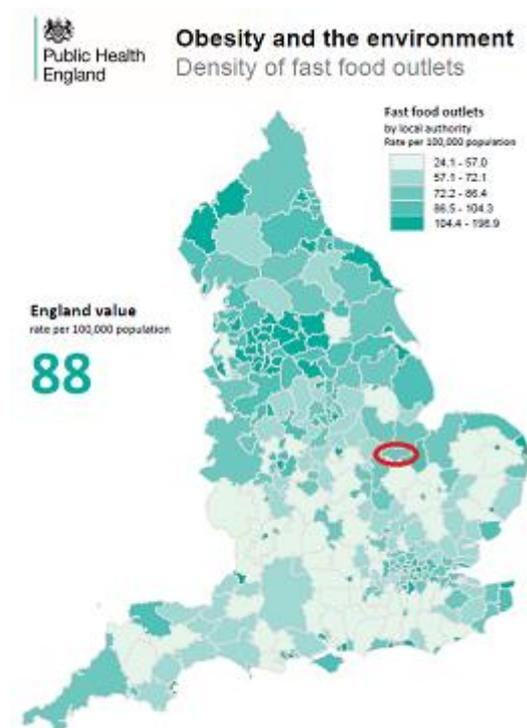 Public Health
England
Obesity and the environment
Density of fast food outlets
Fast food outlets
by local authority
Rate per 100,000 population
24.1 - 57.0
57.1 - 72.1
72.2 - 86.4
86.5 - 104.3
104.4 - 198.9
England value
rate per 100,000 population
88